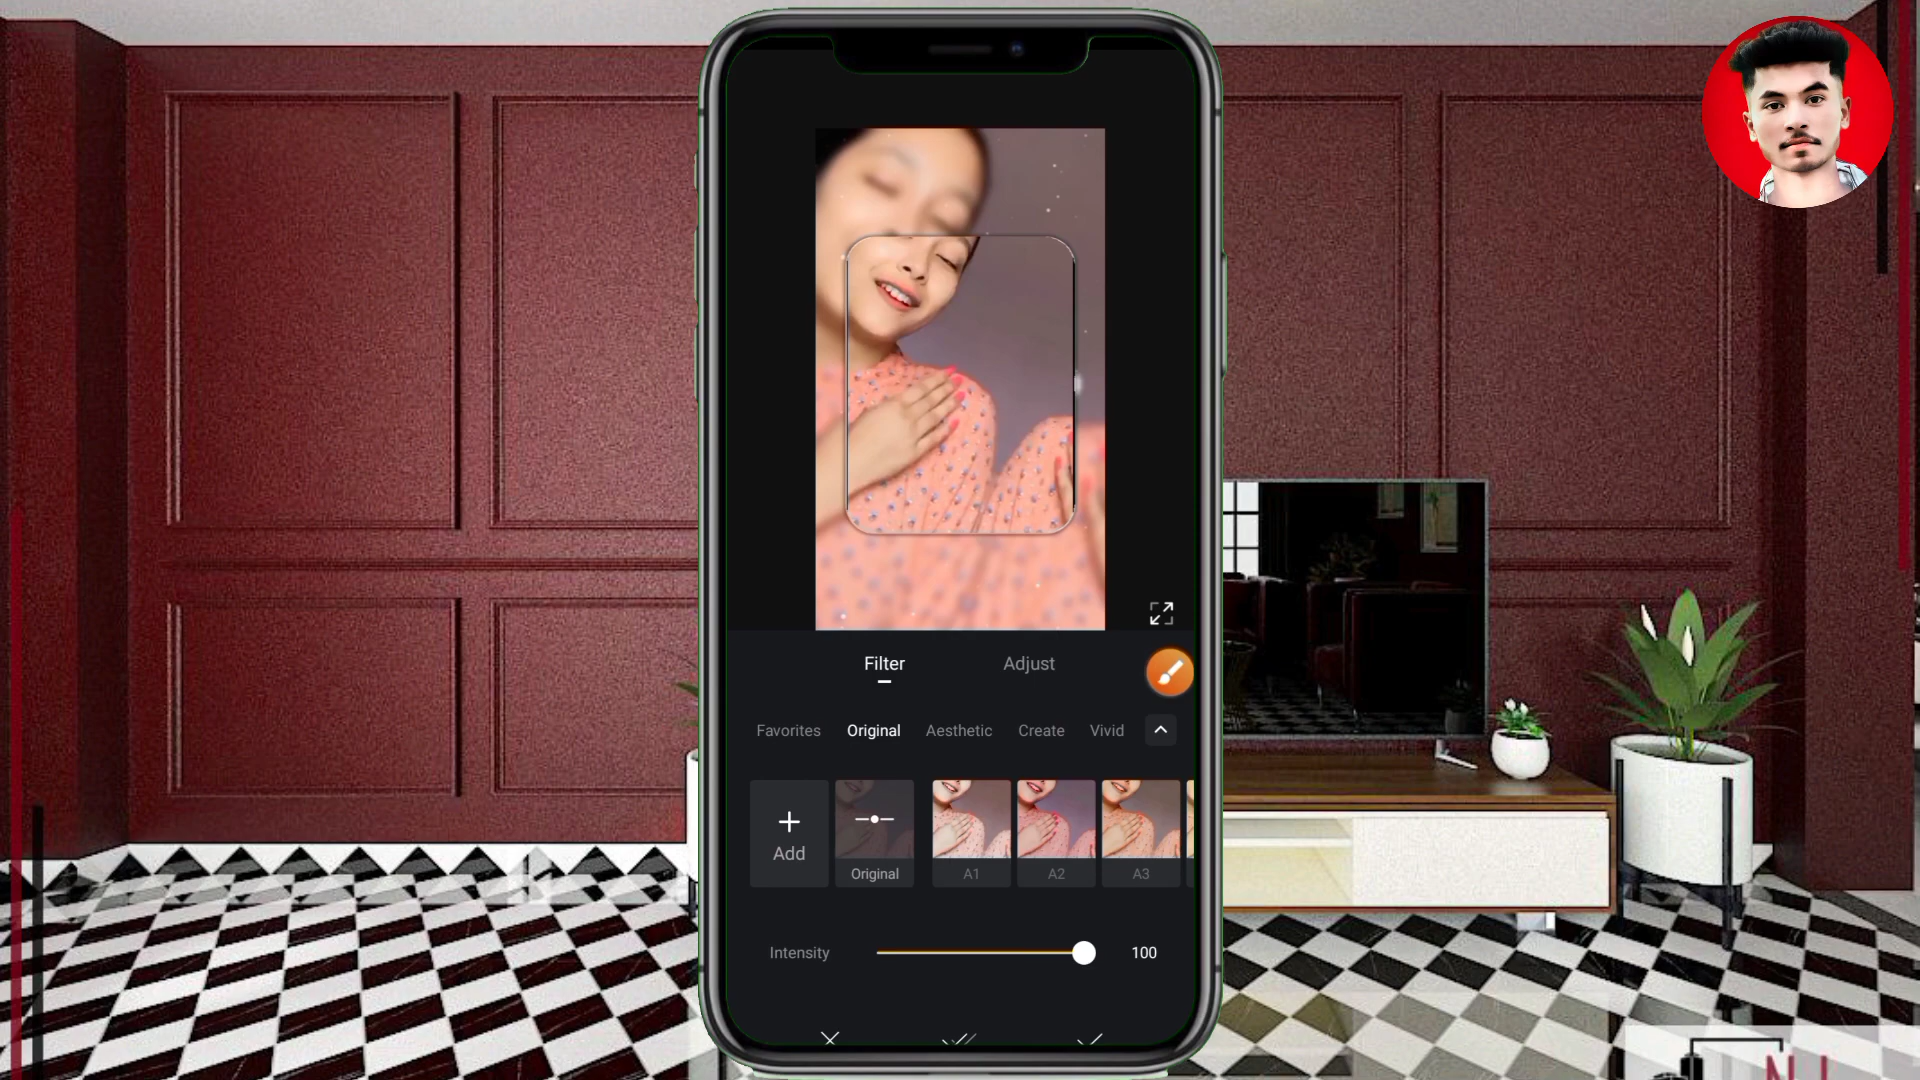 Filter Adjust
Favorites Original Aesthetic Create Vivid
Add
Original A1 A2 A3
Intensity 100